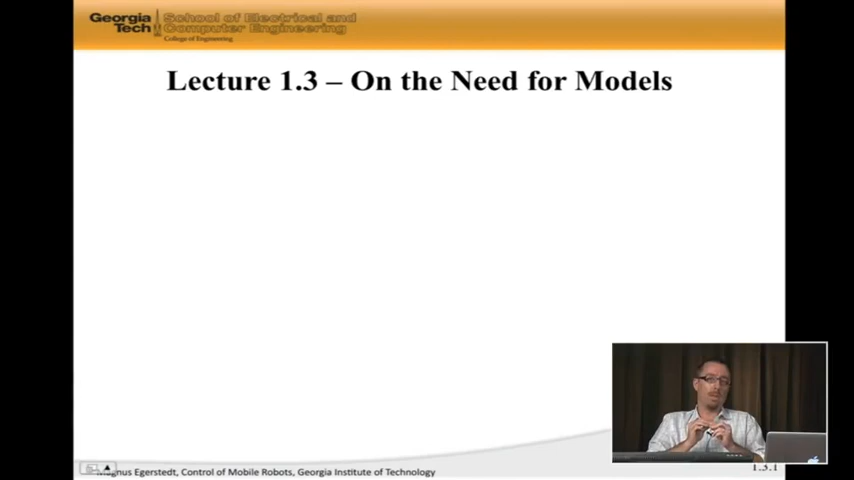 Georgia Tech
School of Electrical and
Computer Engineering
College of Engineering
Lecture 1.3 – On the Need for Models
Magnus Egerstedt, Control of Mobile Robots, Georgia Institute of Technology
1.3.1